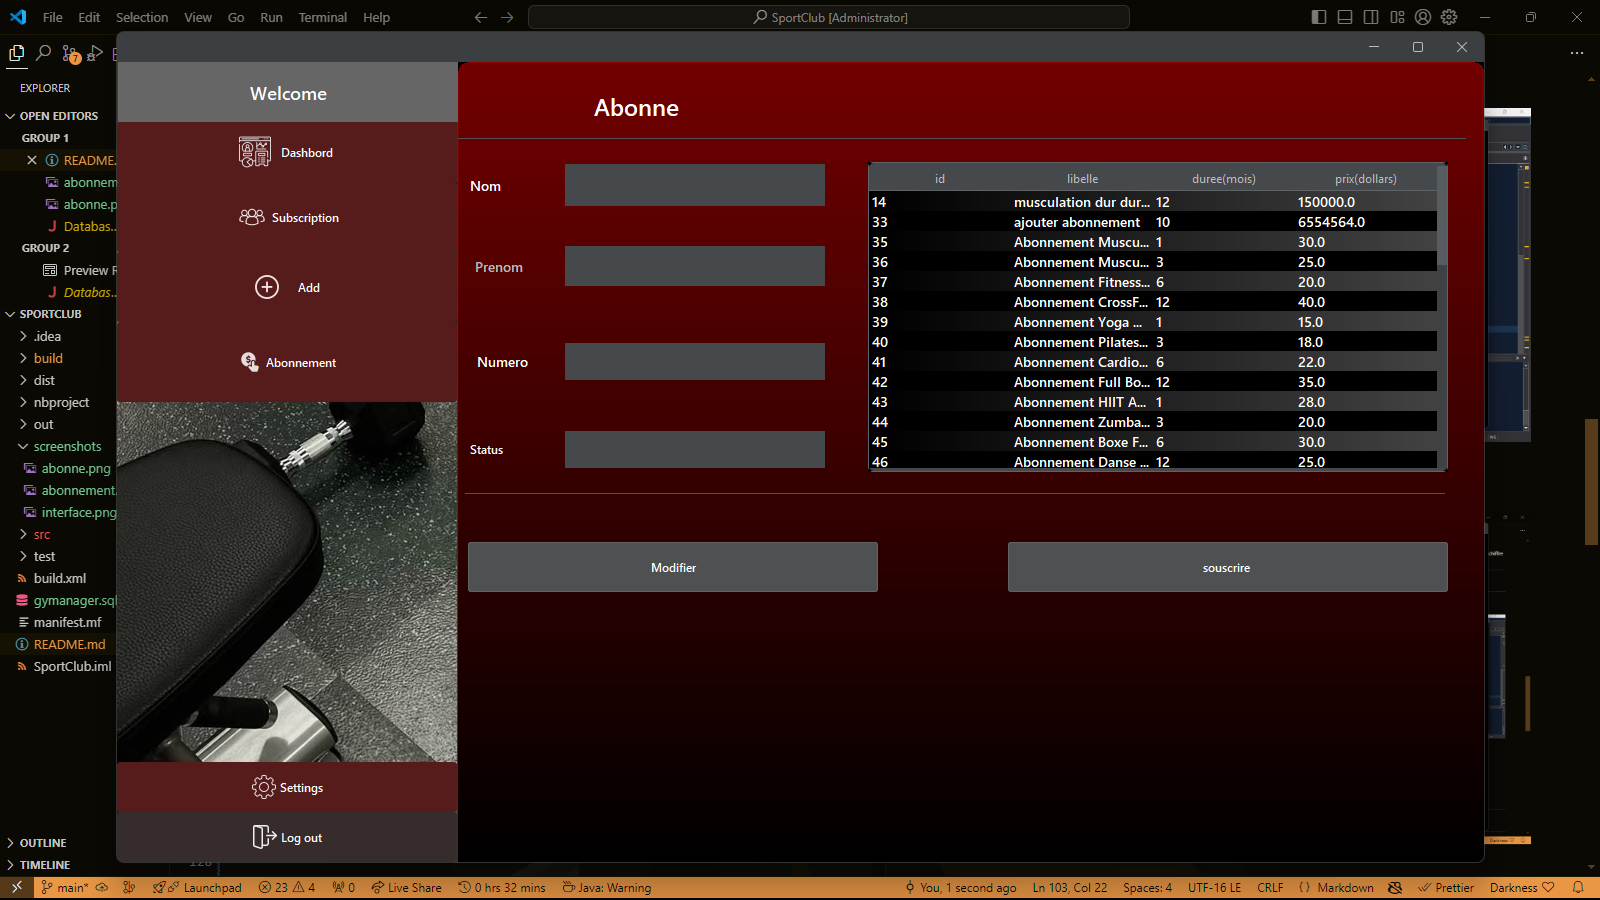 File Edit Selection View Go Run Terminal Help
SportClub [Administrator]
7
EXPLORER
OPEN EDITORS
GROUP 1
README.
abonnem
abonne.p
Databas...
GROUP 2
Preview R
Databas...
SPORTCLUB
.idea
build
dist
nbproject
out
screenshots
abonne.png
abonnement.
interface.png
src
test
build.xml
gymanager.sql
manifest.mf
README.md
SportClub.iml
OUTLINE
TIMELINE
Welcome
Dashbord
Subscription
Add
Abonnement
Settings
Log out
Abonne
Nom
Prenom
Numero
Status
id libelle duree(mois) prix(dollars)
14 musculation dur dur... 12 150000.0
33 ajouter abonnement 10 6554564.0
35 Abonnement Muscu... 1 30.0
36 Abonnement Muscu... 3 25.0
37 Abonnement Fitness... 6 20.0
38 Abonnement CrossF... 12 40.0
39 Abonnement Yoga ... 1 15.0
40 Abonnement Pilates... 3 18.0
41 Abonnement Cardio... 6 22.0
42 Abonnement Full Bo... 12 35.0
43 Abonnement HIIT A... 1 28.0
44 Abonnement Zumba... 3 20.0
45 Abonnement Boxe F... 6 30.0
46 Abonnement Danse ... 12 25.0
Modifier souscrire
main* Launchpad 23 4 0 Live Share 0 hrs 32 mins Java: Warning You, 1 second ago Ln 103, Col 22 Spaces: 4 UTF-16 LE CRLF { } Markdown Prettier Darkness